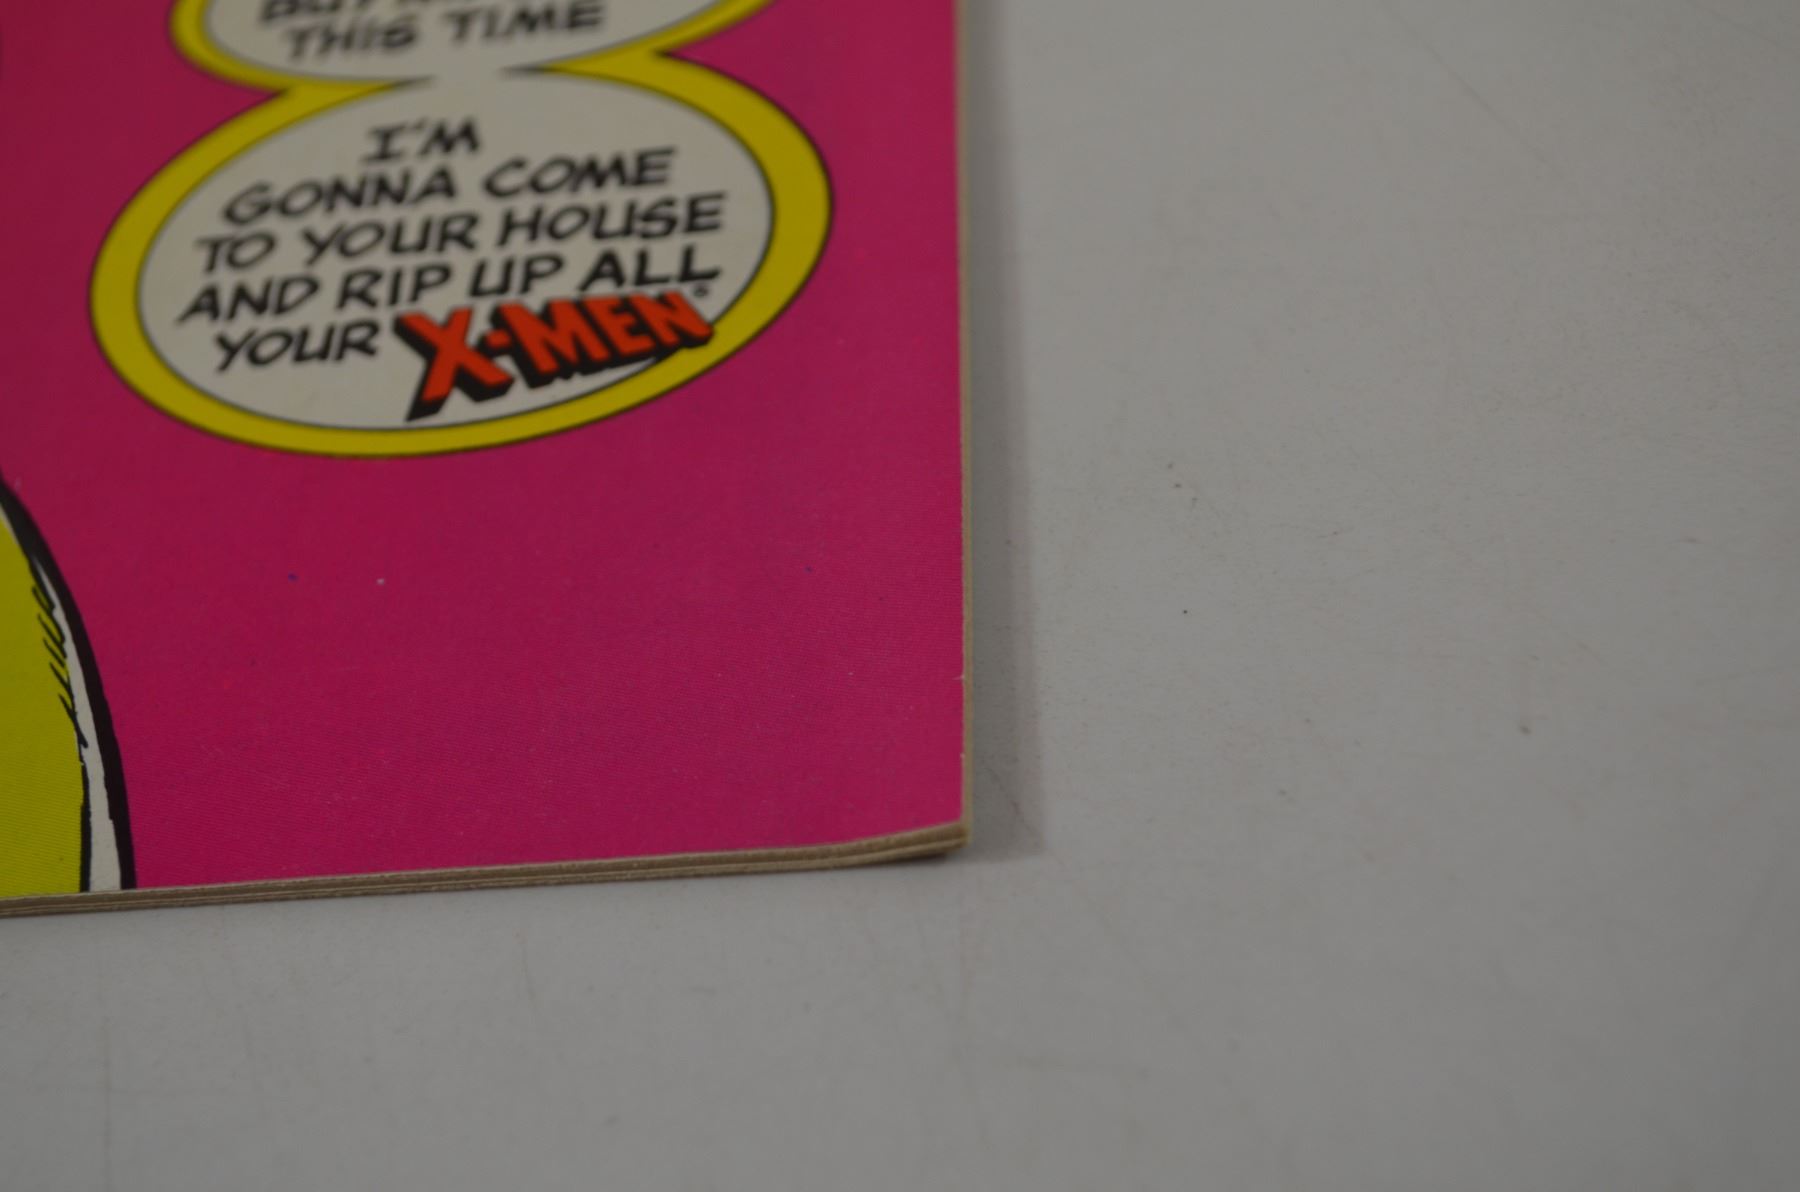 THIS TIME
I'M
GONNA COME
TO YOUR HOUSE
AND RIP UP ALL
YOUR X-MEN